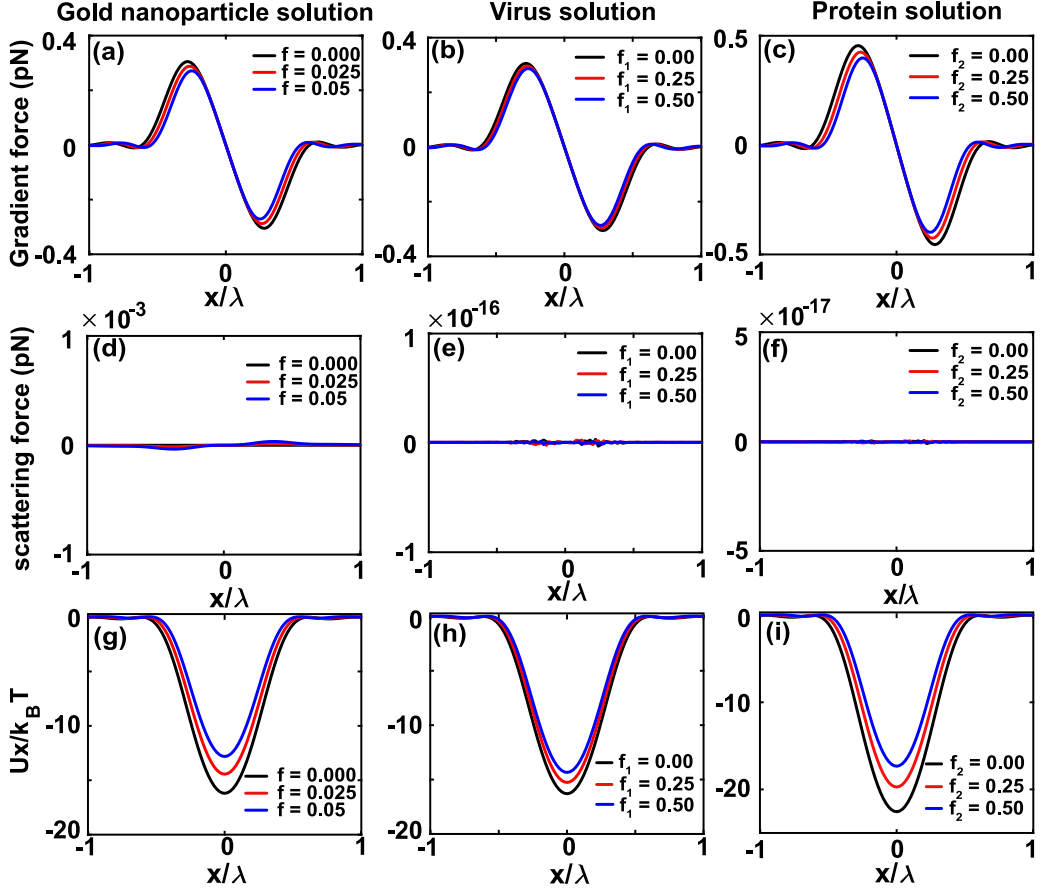 Gold nanoparticle solution
Virus solution
Protein solution
Gradient force (pN)
0.4
0
-0.4
(a)
f = 0.000
f = 0.025
f = 0.05
-1
0
1
x/λ
0.4
0
-0.4
(b)
f₁ = 0.00
f₁ = 0.25
f₁ = 0.50
-1
0
1
x/λ
0.5
0
-0.5
(c)
f₂ = 0.00
f₂ = 0.25
f₂ = 0.50
-1
0
1
x/λ
scattering force (pN)
× 10⁻³
1
0
-1
(d)
f = 0.000
f = 0.025
f = 0.05
-1
0
1
x/λ
× 10⁻¹⁶
1
0
-1
(e)
f₁ = 0.00
f₁ = 0.25
f₁ = 0.50
-1
0
1
x/λ
× 10⁻¹⁷
5
0
-5
(f)
f₂ = 0.00
f₂ = 0.25
f₂ = 0.50
-1
0
1
x/λ
Ux/k_BT
0
-10
-20
(g)
f = 0.000
f = 0.025
f = 0.05
-1
0
1
x/λ
0
-10
-20
(h)
f₁ = 0.00
f₁ = 0.25
f₁ = 0.50
-1
0
1
x/λ
0
-10
-20
(i)
f₂ = 0.00
f₂ = 0.25
f₂ = 0.50
-1
0
1
x/λ